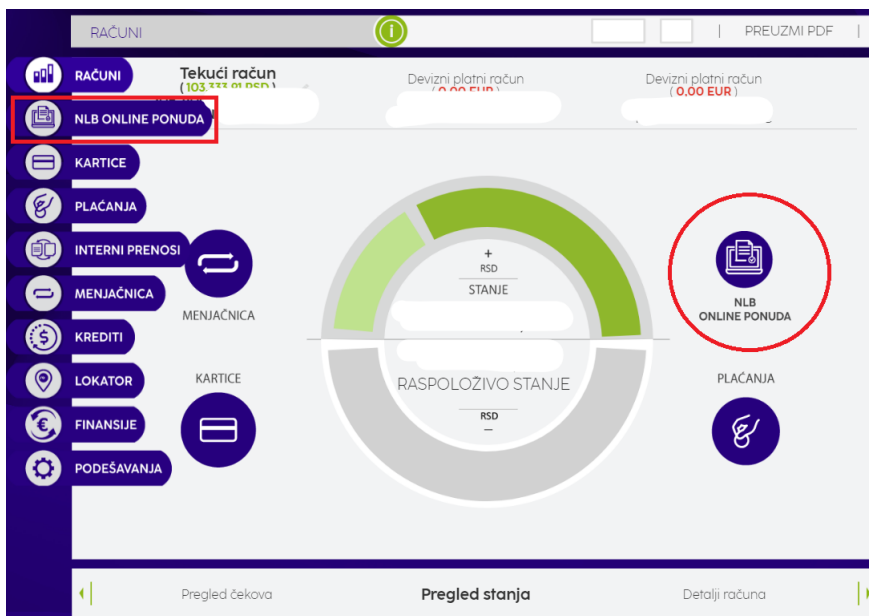 RAČUNI
PREUZMI PDF
RAČUNI
NLB ONLINE PONUDA
KARTICE
PLAĆANJA
INTERNI PRENOSI
MENJAČNICA
KREDITI
LOKATOR
FINANSIJE
PODEŠAVANJA
Tekući račun
(103.333,91 RSD)
Devizni platni račun
(0,00 EUR)
Devizni platni račun
(0,00 EUR)
MENJAČNICA
KARTICE
+
RSD
STANJE
RASPOLOŽIVO STANJE
RSD
–
NLB
ONLINE PONUDA
PLAĆANJA
Pregled čekova
Pregled stanja
Detalji računa